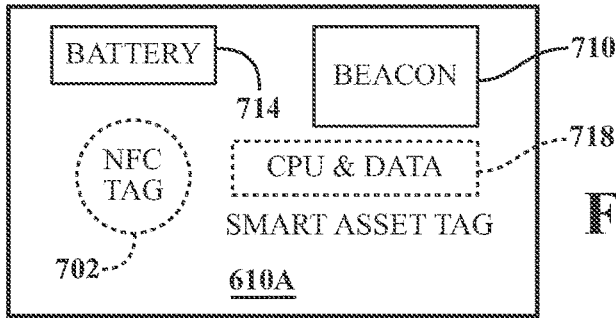 BATTERY
714
BEACON
710
NFC
TAG
702
CPU & DATA
718
SMART ASSET TAG
610A
F